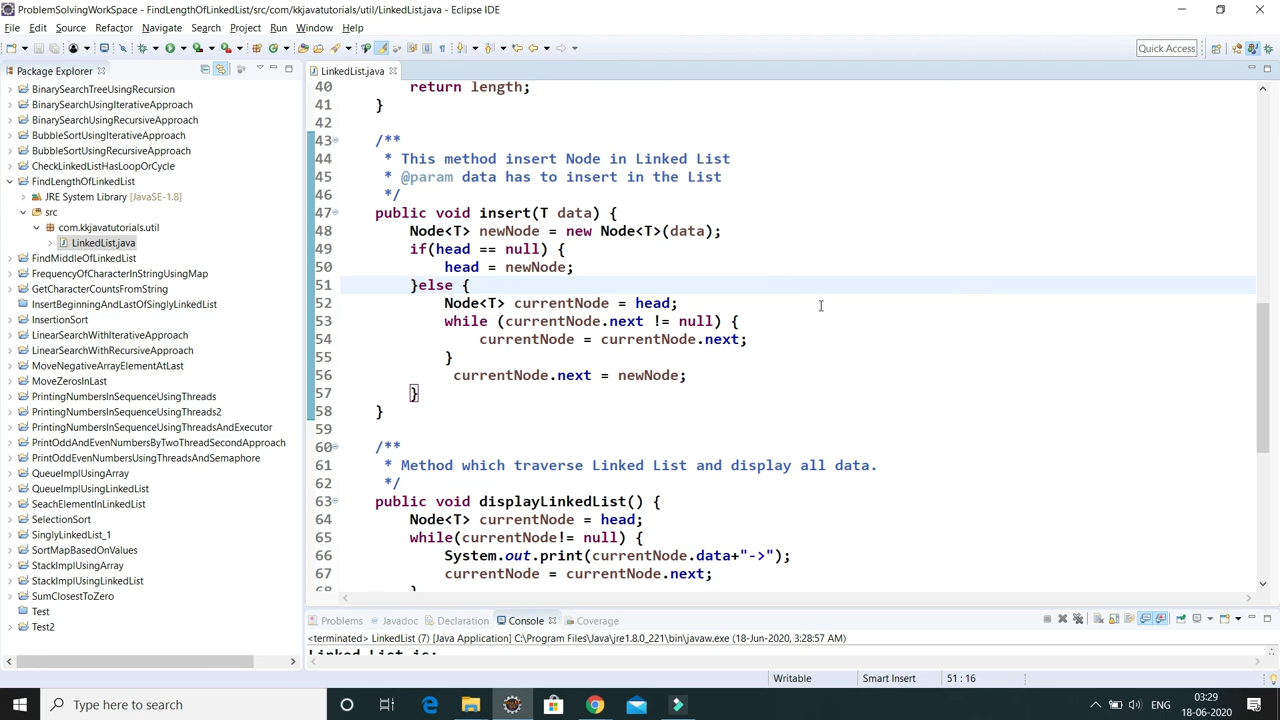 ProblemSolvingWorkSpace - FindLengthOfLinkedList/src/com/kkjavatutorials/util/LinkedList.java - Eclipse IDE
File Edit Source Refactor Navigate Search Project Run Window Help
Quick Access
Package Explorer
BinarySearchTreeUsingRecursion
BinarySearchUsingIterativeApproach
BinarySearchUsingRecursiveApproach
BubbleSortUsingIterativeApproach
BubbleSortUsingRecursiveApproach
CheckLinkedListHasLoopOrCycle
FindLengthOfLinkedList
JRE System Library [JavaSE-1.8]
src
com.kkjavatutorials.util
LinkedList.java
FindMiddleOfLinkedList
FrequencyOfCharacterInStringUsingMap
GetCharacterCountsFromString
InsertBeginningAndLastOfSinglyLinkedList
InsertionSort
LinearSearchWithIterativeApproach
LinearSearchWithRecursiveApproach
MoveNegativeArrayElementAtLast
MoveZerosInLast
PrintingNumbersInSequenceUsingThreads
PrintingNumbersInSequenceUsingThreads2
PrintingNumbersInSequenceUsingThreadsAndExecutor
PrintOddAndEvenNumbersByTwoThreadSecondApproach
PrintOddEvenNumbersUsingThreadsAndSemaphore
QueueImplUsingArray
QueueImplUsingLinkedList
SeachElementInLinkedList
SelectionSort
SinglyLinkedList_1
SortMapBasedOnValues
StackImplUsingArray
StackImplUsingLinkedList
SumClosestToZero
Test
Test2
LinkedList.java
40 return length;
41 }
42
43 /**
44 * This method insert Node in Linked List
45 * @param data has to insert in the List
46 */
47 public void insert(T data) {
48 Node<T> newNode = new Node<T>(data);
49 if(head == null) {
50 head = newNode;
51 }else {
52 Node<T> currentNode = head;
53 while (currentNode.next != null) {
54 currentNode = currentNode.next;
55 }
56 currentNode.next = newNode;
57 }
58 }
59
60 /**
61 * Method which traverse Linked List and display all data.
62 */
63 public void displayLinkedList() {
64 Node<T> currentNode = head;
65 while(currentNode!= null) {
66 System.out.print(currentNode.data+"->");
67 currentNode = currentNode.next;
68 }
Problems Javadoc Declaration Console Coverage
<terminated> LinkedList (7) [Java Application] C:\Program Files\Java\jre1.8.0_221\bin\javaw.exe (18-Jun-2020, 3:28:57 AM)
Linked List is:
Writable Smart Insert 51 : 16
Type here to search
ENG
03:29
18-06-2020